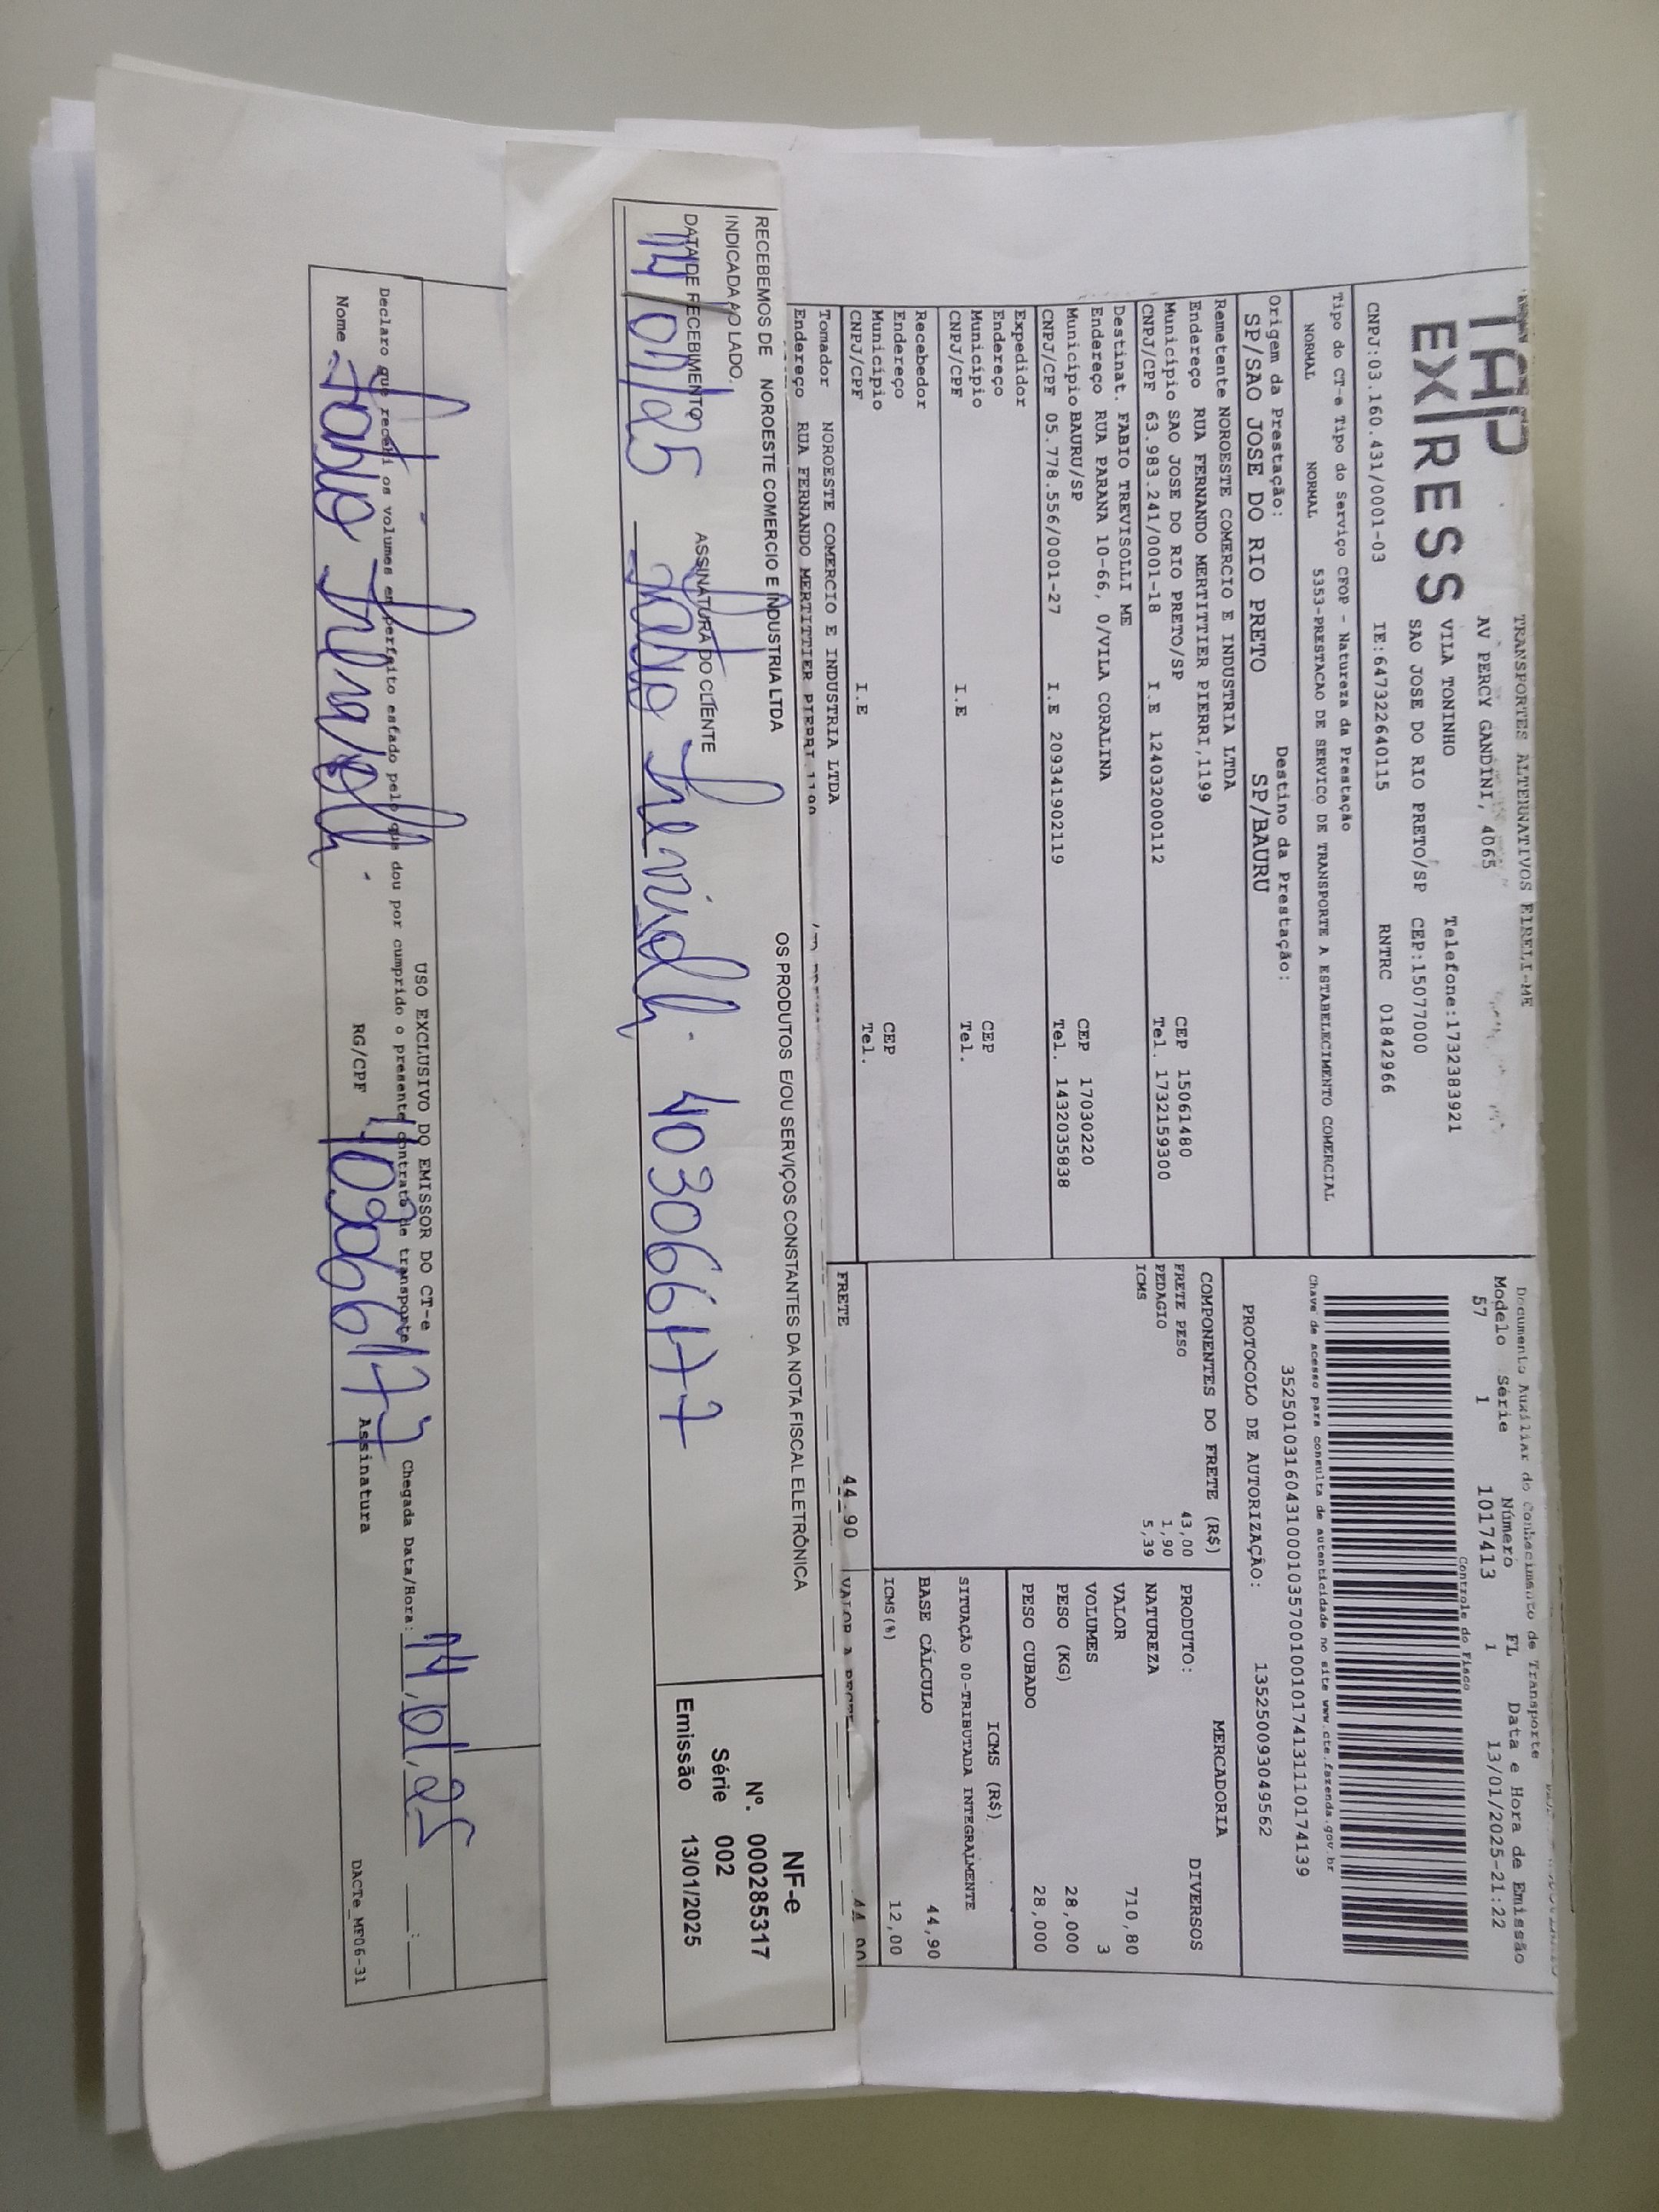 TAP
EXPRESS
TRANSPORTES ALTERNATIVOS EIRELI-ME
AV PERCY GANDINI, 4065
VILA TONINHO Telefone:1732383921
SAO JOSE DO RIO PRETO/SP CEP:15077000
CNPJ:03.160.431/0001-03 IE:647322640115 RNTRC 01842966
Tipo do CT-e Tipo do Serviço CFOP - Natureza da Prestação
NORMAL NORMAL 5353-PRESTACAO DE SERVICO DE TRANSPORTE A ESTABELECIMENTO COMERCIAL
Origem da Prestação: Destino da Prestação:
SP/SAO JOSE DO RIO PRETO SP/BAURU
Remetente NOROESTE COMERCIO E INDUSTRIA LTDA
Endereço RUA FERNANDO MERTITTIER PIERRI,1199
Município SAO JOSE DO RIO PRETO/SP CEP 15061480
CNPJ/CPF 63.983.241/0001-18 I.E 124032000112 Tel. 1732159300
Destinat. FABIO TREVISOLLI ME
Endereço RUA PARANA 10-66, 0/VILA CORALINA
Município BAURU/SP CEP 17030220
CNPJ/CPF 05.778.556/0001-27 I.E 209341902119 Tel. 1432035838
Expedidor
Endereço
Município CEP
CNPJ/CPF I.E Tel.
Recebedor
Endereço
Município CEP
CNPJ/CPF I.E Tel.
Tomador NOROESTE COMERCIO E INDUSTRIA LTDA
Endereço RUA FERNANDO MERTITTIER PIERRI 1199
Documento Auxiliar do Conhecimento de Transporte
Modelo Série Número FL Data e Hora de Emissão
57 1 1017413 1 13/01/2025-21:22
Controle do Fisco
Chave de acesso para consulta de autenticidade no site www.cte.fazenda.gov.br
35250103160431000103570010010174131110174139
PROTOCOLO DE AUTORIZAÇÃO: 135250093049562
COMPONENTES DO FRETE (R$)
FRETE PESO 43,00
PEDAGIO 1,90
ICMS 5,39
MERCADORIA
PRODUTO: DIVERSOS
NATUREZA
VALOR 710,80
VOLUMES 3
PESO (KG) 28,000
PESO CUBADO 28,000
ICMS (R$)
SITUAÇÃO 00-TRIBUTADA INTEGRALMENTE
BASE CÁLCULO 44,90
ICMS(%) 12,00
FRETE 44.90 VALOR A 44,90
RECEBEMOS DE NOROESTE COMERCIO E INDUSTRIA LTDA OS PRODUTOS E/OU SERVIÇOS CONSTANTES DA NOTA FISCAL ELETRÔNICA
INDICADA AO LADO.
DATA DE RECEBIMENTO ASSINATURA DO CLIENTE
14/01/25 Fabio Trevisolli 40306617-7
NF-e
Nº. 000285317
Série 002
Emissão 13/01/2025
USO EXCLUSIVO DO EMISSOR DO CT-e
Declaro que recebi os volumes em perfeito estado pelo que dou por cumprido o presente contrato de transporte
Chegada Data/Hora: 14/01/25 :
Nome Fabio Trevisolli RG/CPF 40306617-7 Assinatura
DACTe_MF06-31